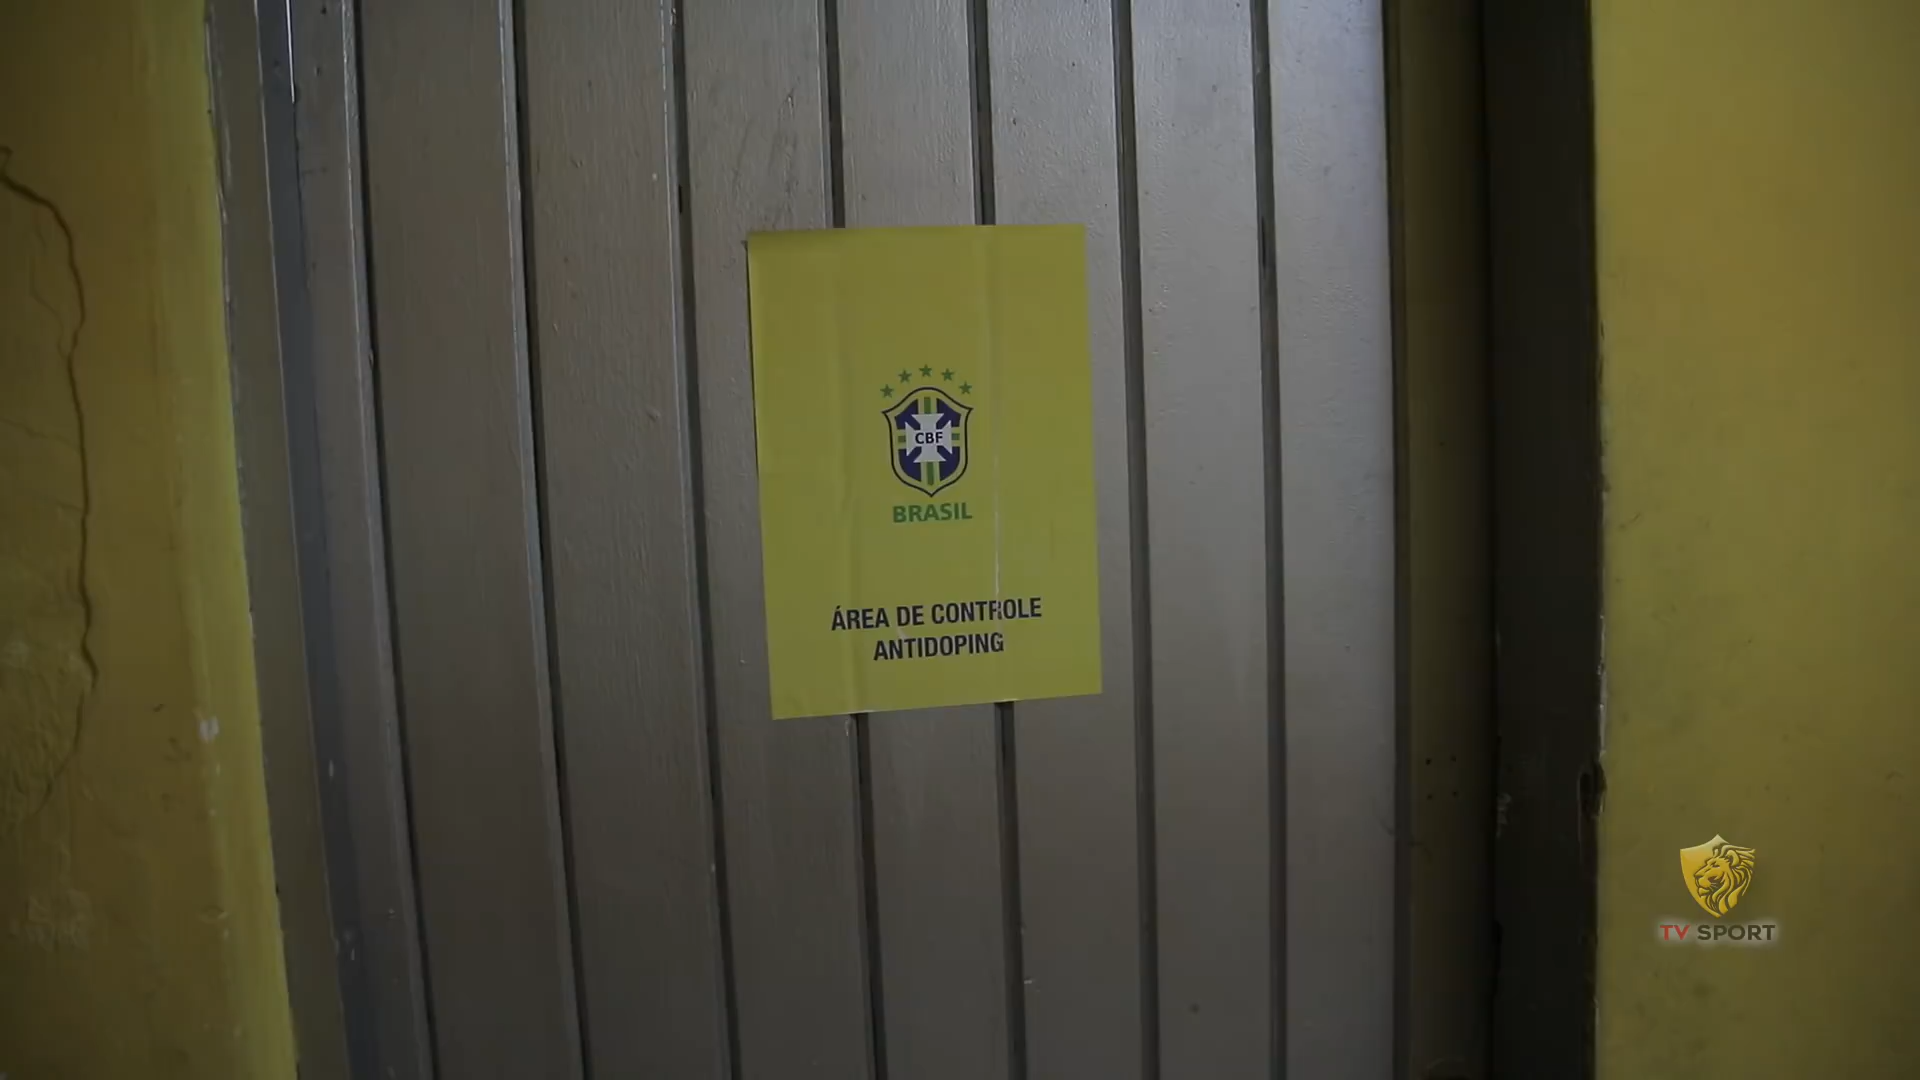 CBF
BRASIL
ÁREA DE CONTROLE
ANTIDOPING
TV SPORT